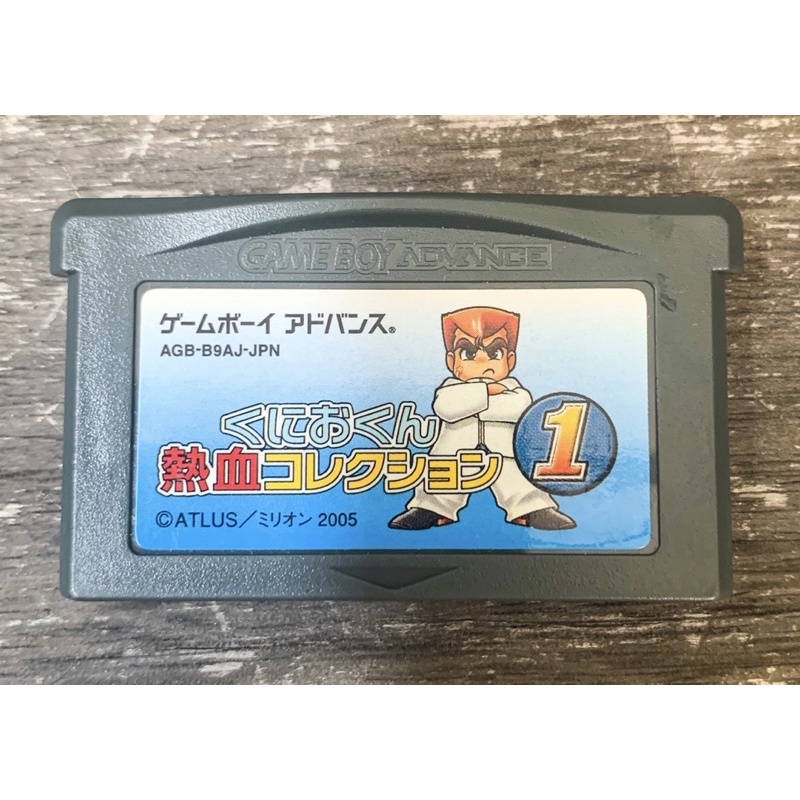 GAME BOY ADVANCE
ゲームボーイ アドバンス®
AGB-B9AJ-JPN
くにおくん
熱血コレクション 1
©ATLUS／ミリオン 2005